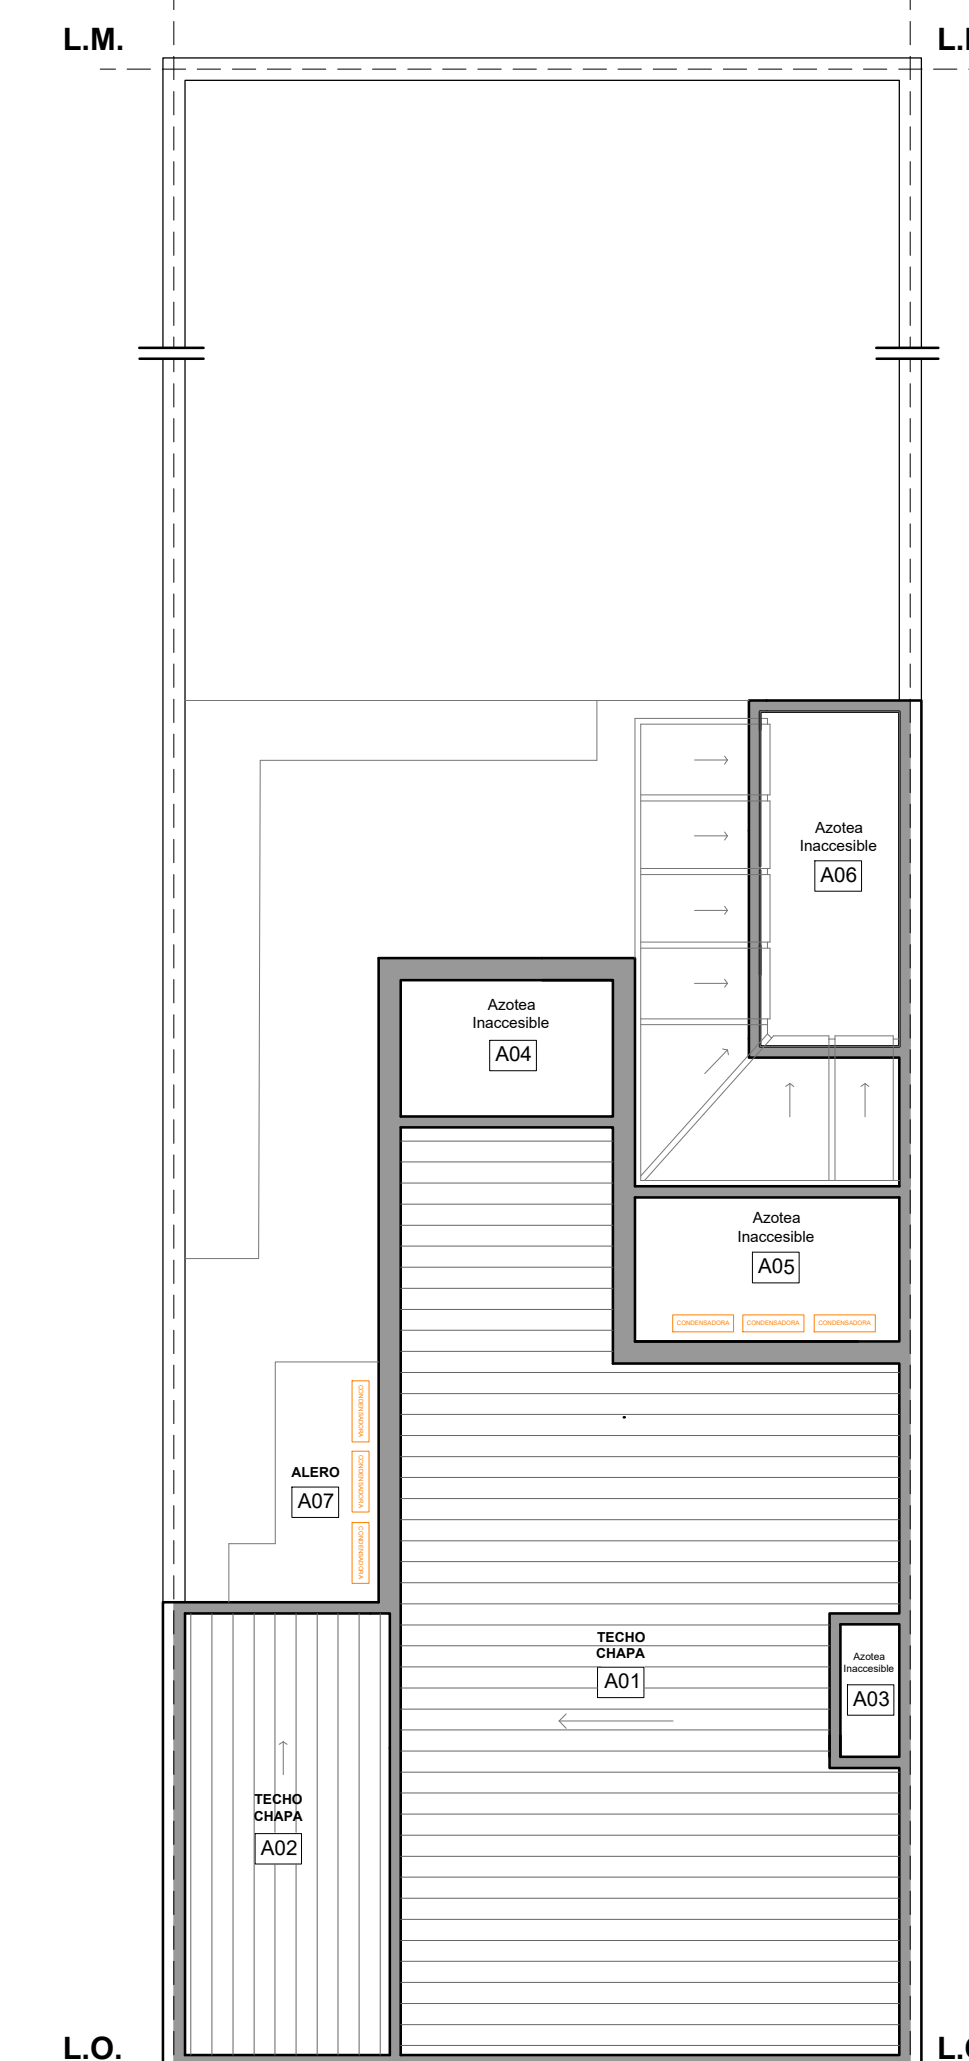 L.M.
L.
Azotea
Inaccesible
A06
Azotea
Inaccesible
A04
Azotea
Inaccesible
A05
CONDENSADORA
CONDENSADORA
CONDENSADORA
CONDENSADORA
CONDENSADORA
CONDENSADORA
ALERO
A07
TECHO
CHAPA
A01
Azotea
Inaccesible
A03
TECHO
CHAPA
A02
L.O.
L.